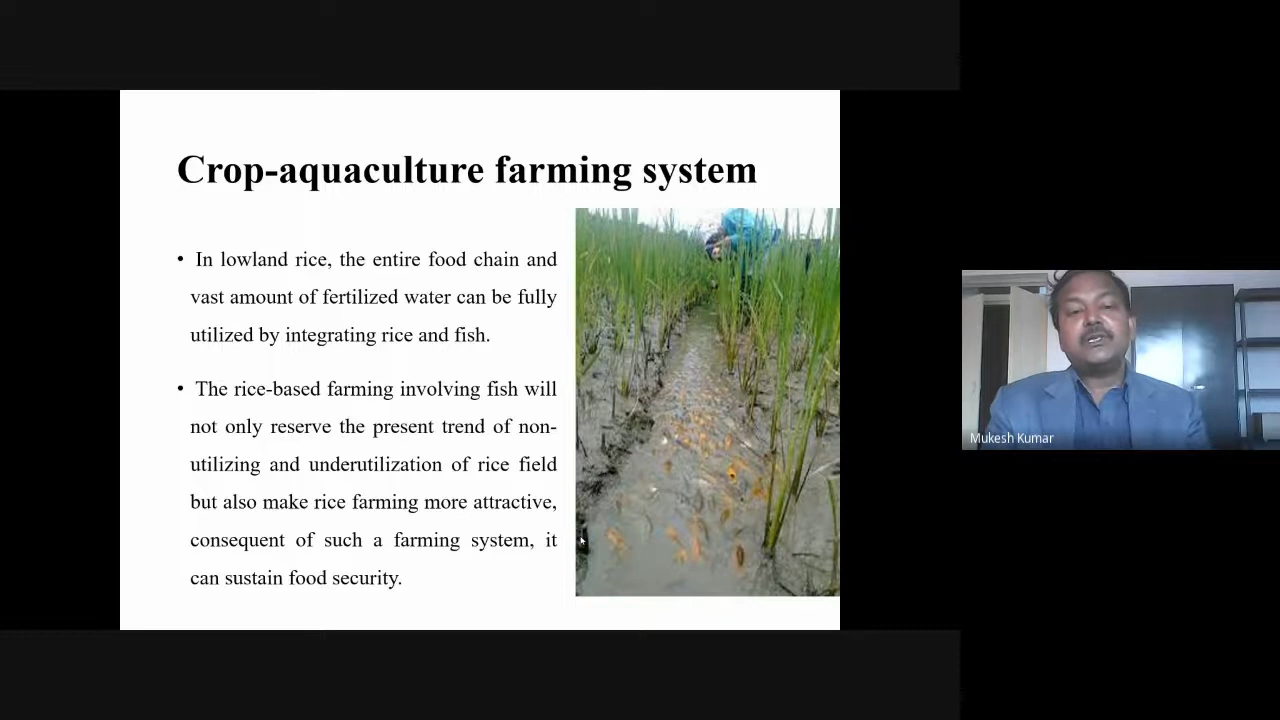 Crop-aquaculture farming system
• In lowland rice, the entire food chain and
vast amount of fertilized water can be fully
utilized by integrating rice and fish.
• The rice-based farming involving fish will
not only reserve the present trend of non-
utilizing and underutilization of rice field
but also make rice farming more attractive,
consequent of such a farming system, it
can sustain food security.
Mukesh Kumar